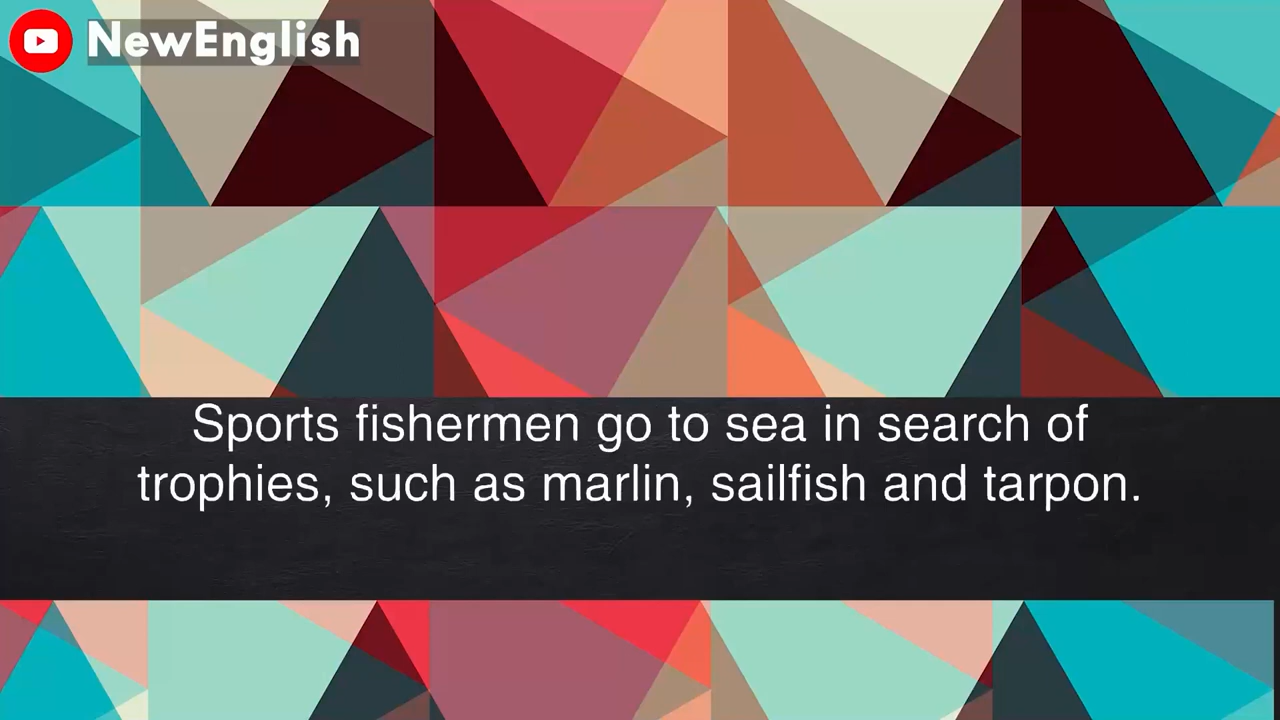 NewEnglish
Sports fishermen go to sea in search of
trophies, such as marlin, sailfish and tarpon.